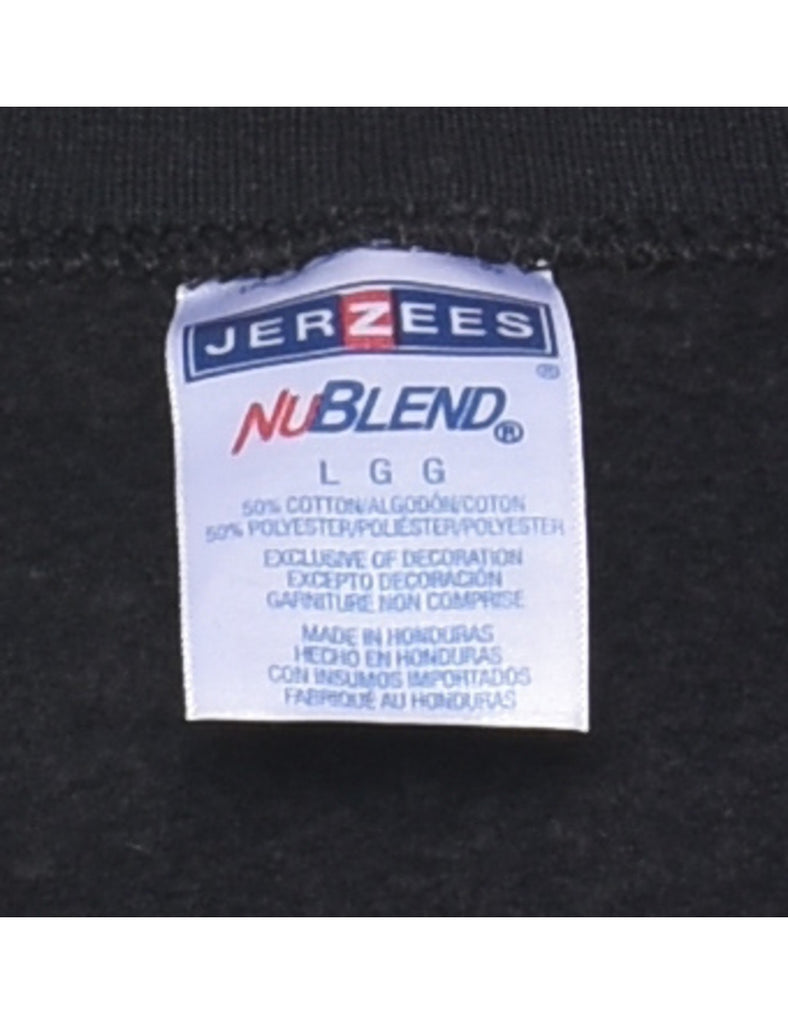 JERZEES
®
NUBLEND®
L G G
50% COTTON/ALGODÓN/COTON
50% POLYESTER/POLIÉSTER/POLYESTER
EXCLUSIVE OF DECORATION
EXCEPTO DECORACIÓN
GARNITURE NON COMPRISE
MADE IN HONDURAS
HECHO EN HONDURAS
CON INSUMOS IMPORTADOS
FABRIQUÉ AU HONDURAS